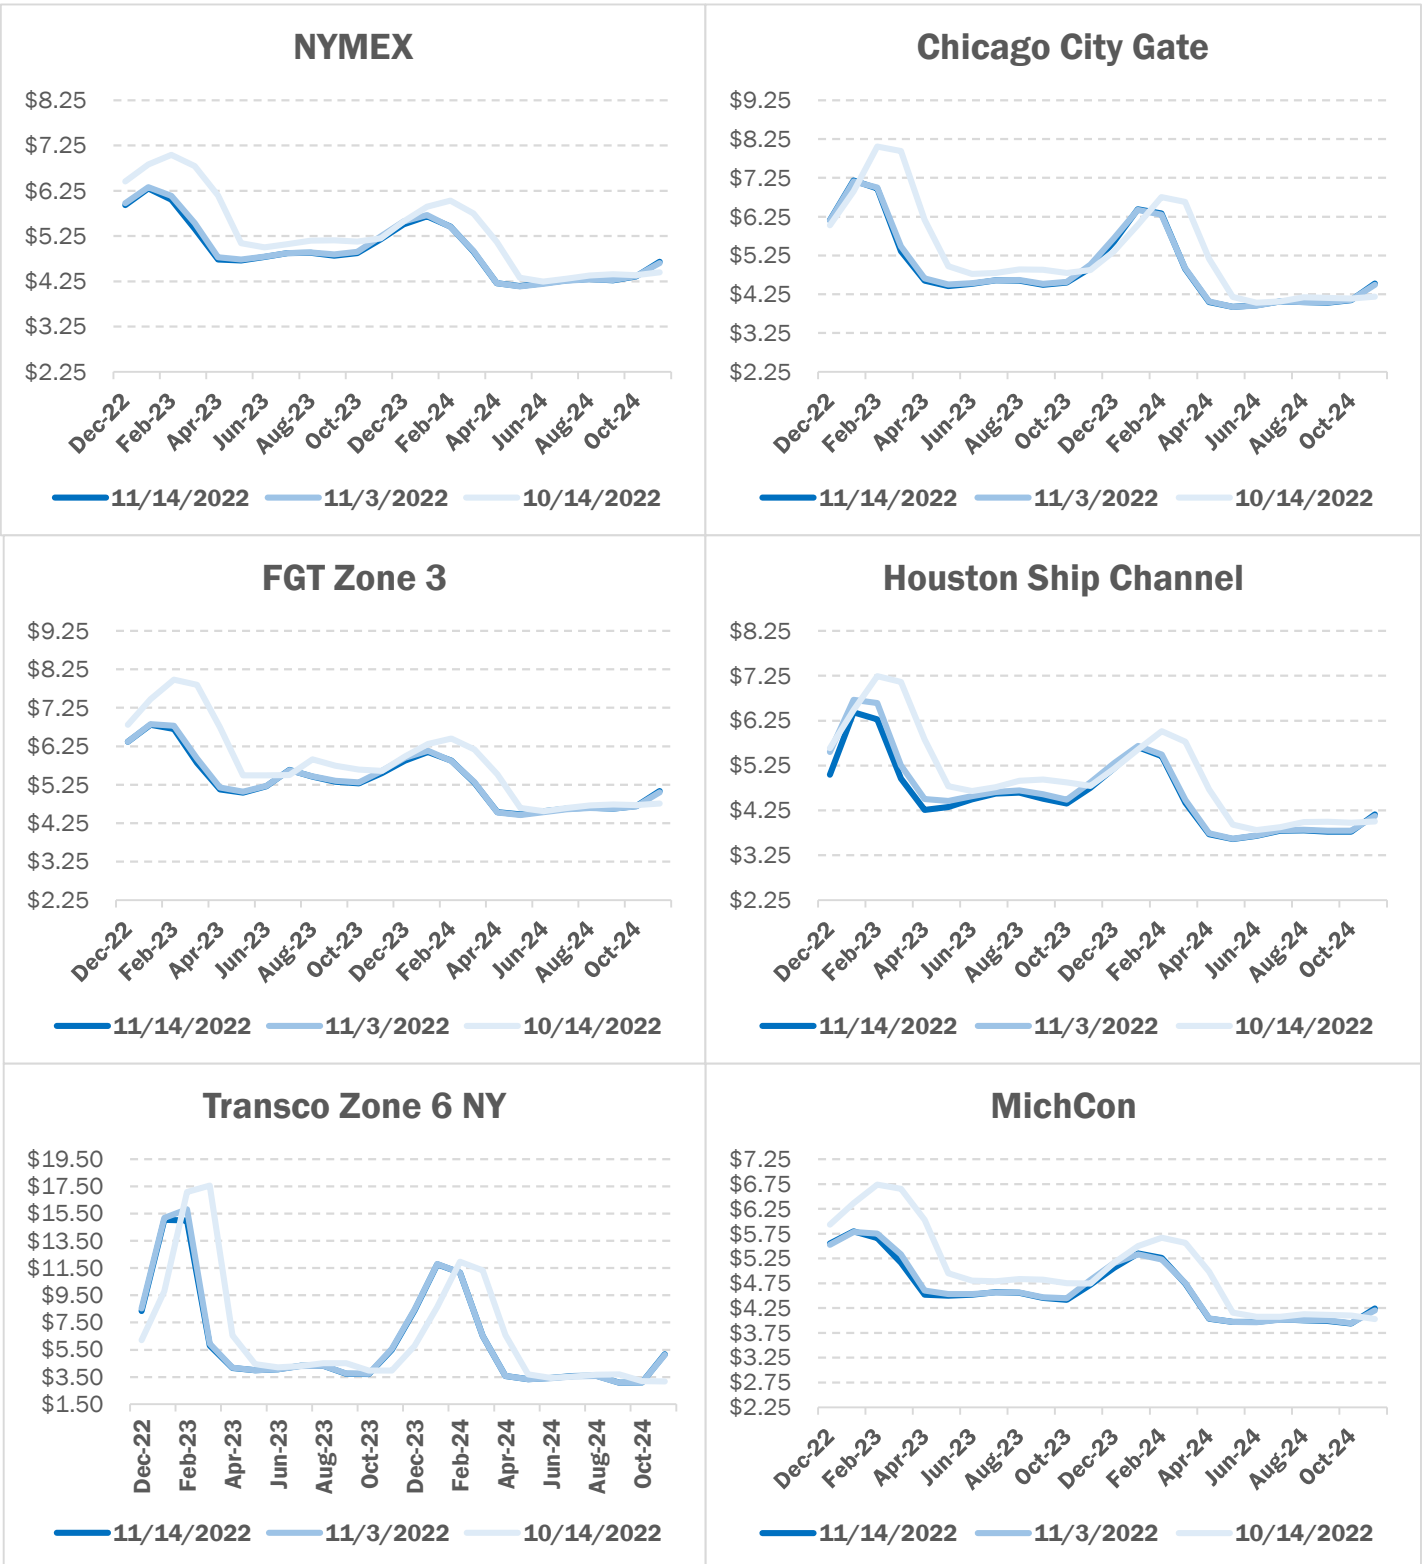 NYMEX
$8.25
$7.25
$6.25
$5.25
$4.25
$3.25
$2.25
Dec-22 Feb-23 Apr-23 Jun-23 Aug-23 Oct-23 Dec-23 Feb-24 Apr-24 Jun-24 Aug-24 Oct-24
11/14/2022 11/3/2022 10/14/2022
Chicago City Gate
$9.25
$8.25
$7.25
$6.25
$5.25
$4.25
$3.25
$2.25
Dec-22 Feb-23 Apr-23 Jun-23 Aug-23 Oct-23 Dec-23 Feb-24 Apr-24 Jun-24 Aug-24 Oct-24
11/14/2022 11/3/2022 10/14/2022
FGT Zone 3
$9.25
$8.25
$7.25
$6.25
$5.25
$4.25
$3.25
$2.25
Dec-22 Feb-23 Apr-23 Jun-23 Aug-23 Oct-23 Dec-23 Feb-24 Apr-24 Jun-24 Aug-24 Oct-24
11/14/2022 11/3/2022 10/14/2022
Houston Ship Channel
$8.25
$7.25
$6.25
$5.25
$4.25
$3.25
$2.25
Dec-22 Feb-23 Apr-23 Jun-23 Aug-23 Oct-23 Dec-23 Feb-24 Apr-24 Jun-24 Aug-24 Oct-24
11/14/2022 11/3/2022 10/14/2022
Transco Zone 6 NY
$19.50
$17.50
$15.50
$13.50
$11.50
$9.50
$7.50
$5.50
$3.50
$1.50
Dec-22 Feb-23 Apr-23 Jun-23 Aug-23 Oct-23 Dec-23 Feb-24 Apr-24 Jun-24 Aug-24 Oct-24
11/14/2022 11/3/2022 10/14/2022
MichCon
$7.25
$6.75
$6.25
$5.75
$5.25
$4.75
$4.25
$3.75
$3.25
$2.75
$2.25
Dec-22 Feb-23 Apr-23 Jun-23 Aug-23 Oct-23 Dec-23 Feb-24 Apr-24 Jun-24 Aug-24 Oct-24
11/14/2022 11/3/2022 10/14/2022